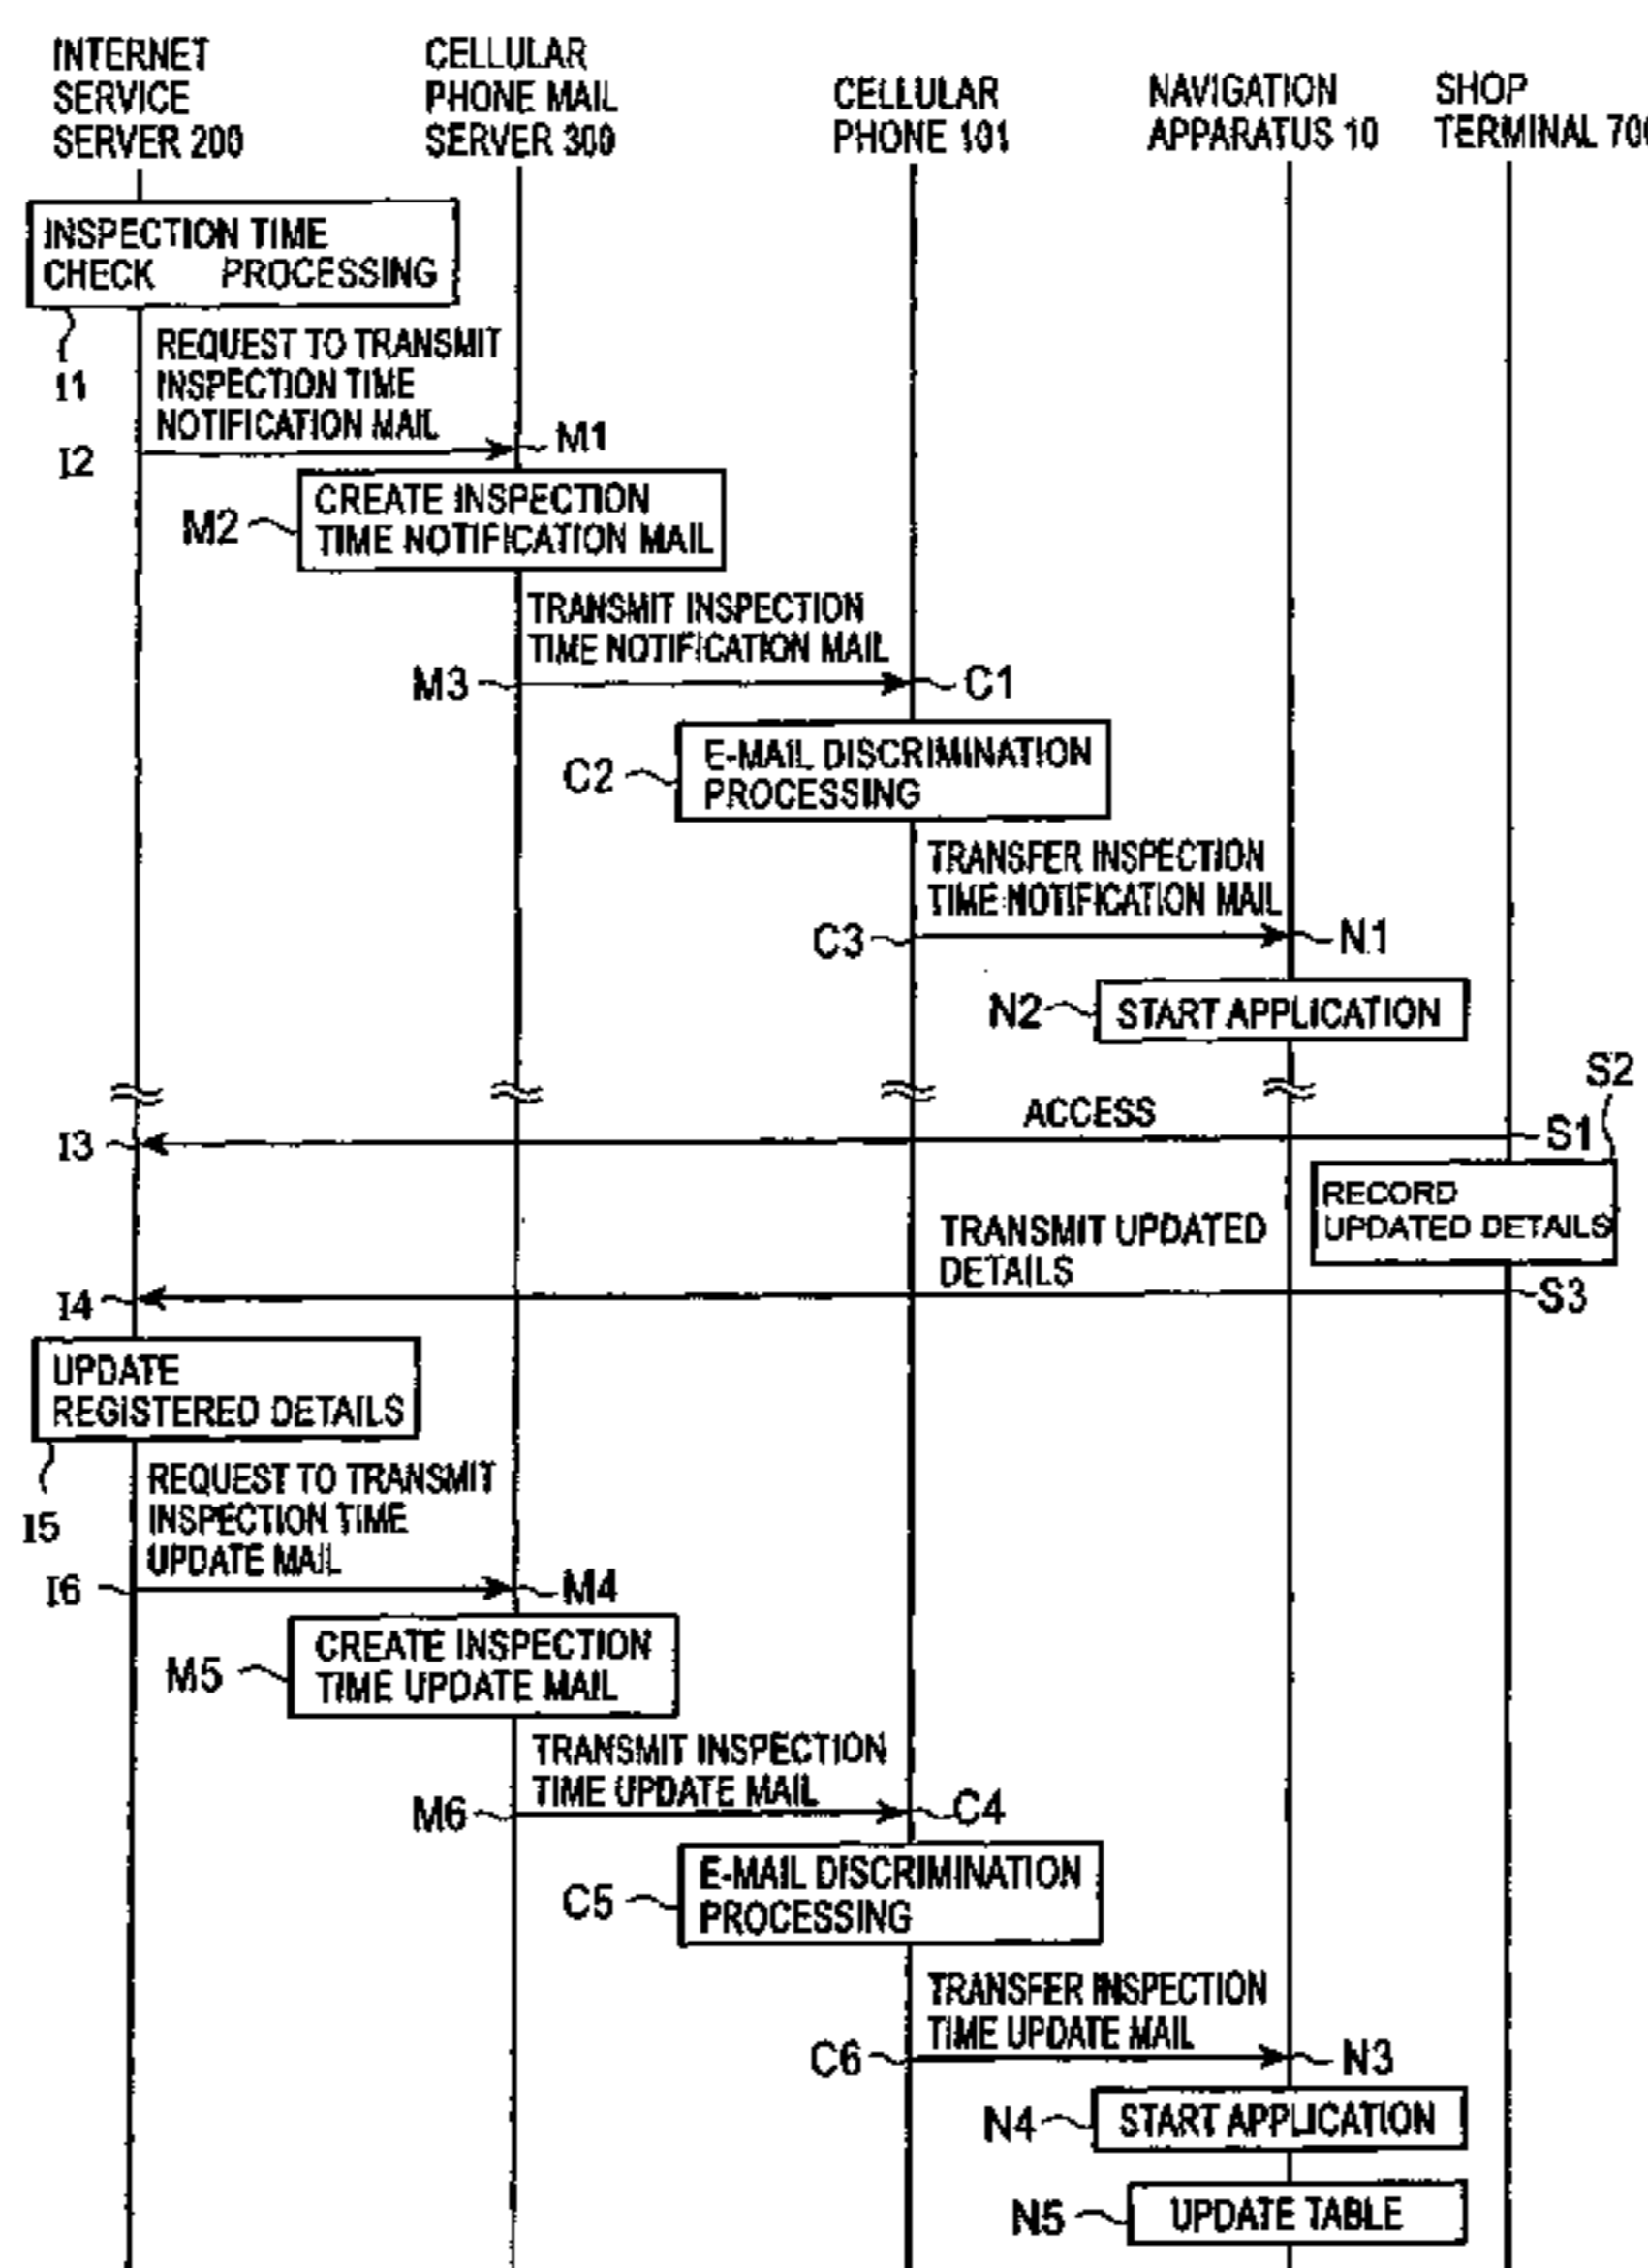 INTERNET
SERVICE
SERVER 200
CELLULAR
PHONE MAIL
SERVER 300
CELLULAR
PHONE 101
NAVIGATION
APPARATUS 10
SHOP
TERMINAL 700
INSPECTION TIME
CHECK PROCESSING
I1
REQUEST TO TRANSMIT
INSPECTION TIME
NOTIFICATION MAIL
I2
M1
M2
CREATE INSPECTION
TIME NOTIFICATION MAIL
TRANSMIT INSPECTION
TIME NOTIFICATION MAIL
M3
C1
C2
E-MAIL DISCRIMINATION
PROCESSING
TRANSFER INSPECTION
TIME NOTIFICATION MAIL
C3
N1
N2
START APPLICATION
S2
ACCESS
I3
S1
RECORD
UPDATED DETAILS
TRANSMIT UPDATED
DETAILS
I4
S3
UPDATE
REGISTERED DETAILS
I5
REQUEST TO TRANSMIT
INSPECTION TIME
UPDATE MAIL
I6
M4
M5
CREATE INSPECTION
TIME UPDATE MAIL
TRANSMIT INSPECTION
TIME UPDATE MAIL
M6
C4
C5
E-MAIL DISCRIMINATION
PROCESSING
TRANSFER INSPECTION
TIME UPDATE MAIL
C6
N3
N4
START APPLICATION
N5
UPDATE TABLE